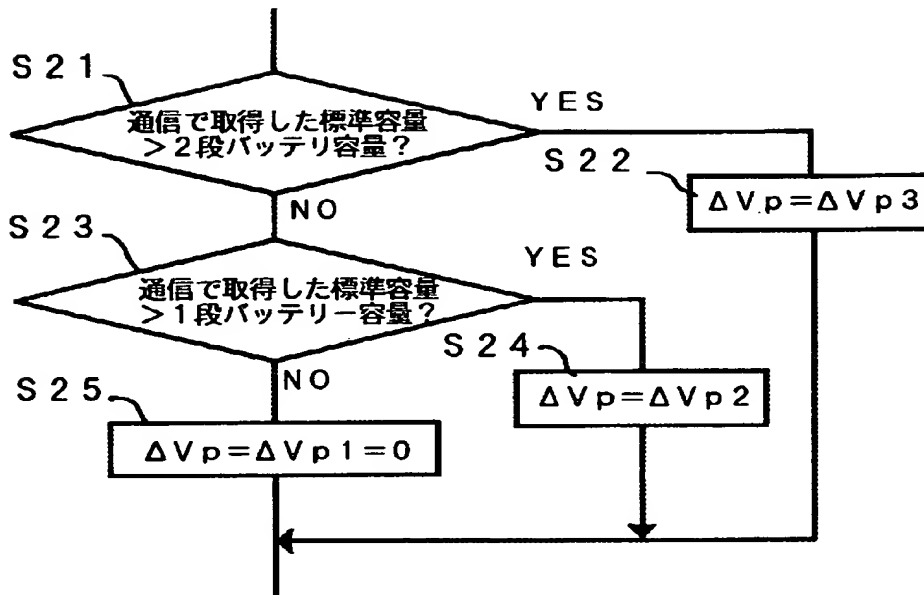 S21
通信で取得した標準容量
>2段バッテリ容量?
YES
S22
ΔVp=ΔVp3
NO
S23
通信で取得した標準容量
>1段バッテリー容量?
YES
S24
ΔVp=ΔVp2
NO
S25
ΔVp=ΔVp1=0